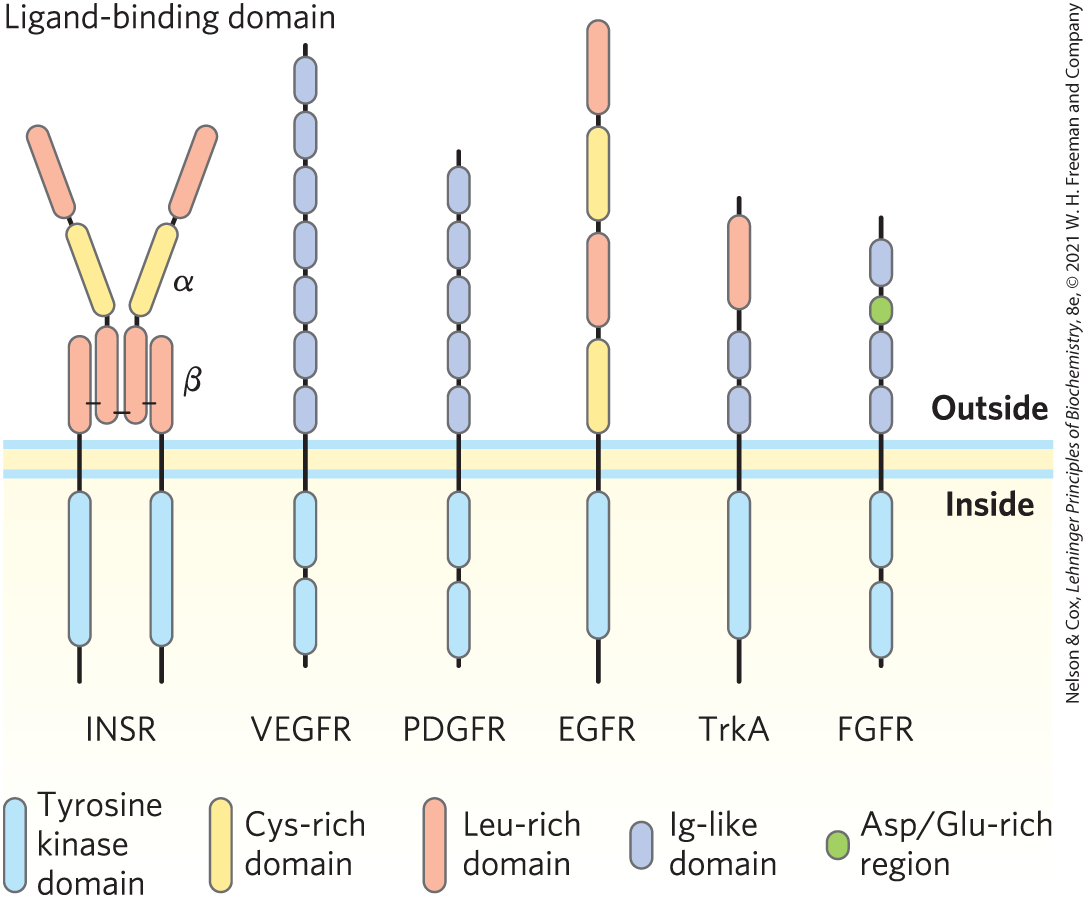 Ligand-binding domain
α
β
Outside
Inside
INSR
VEGFR
PDGFR
EGFR
TrkA
FGFR
Tyrosine
kinase
domain
Cys-rich
domain
Leu-rich
domain
Ig-like
domain
Asp/Glu-rich
region
Nelson & Cox, Lehninger Principles of Biochemistry, 8e, © 2021 W. H. Freeman and Company